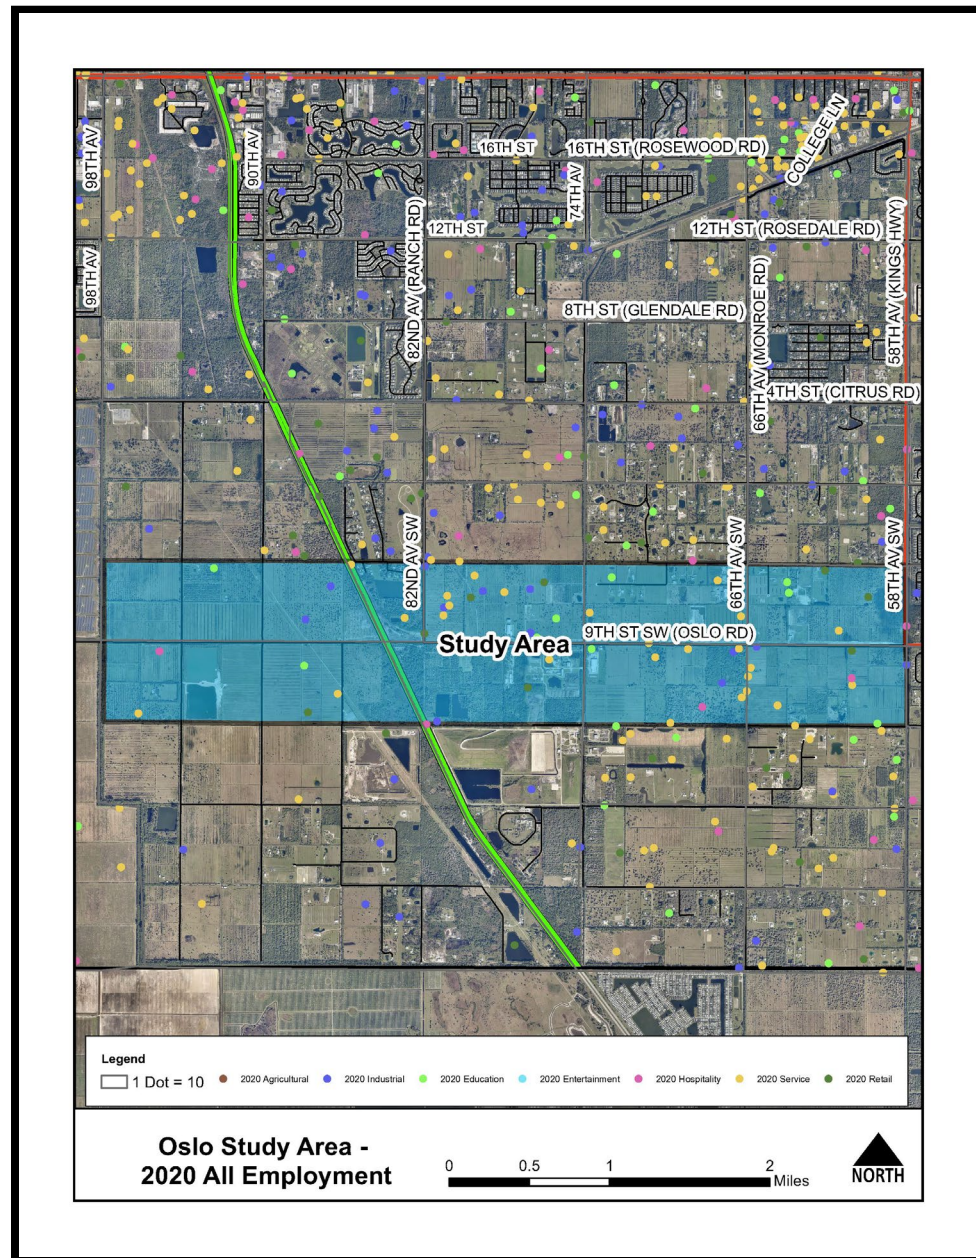 98TH AV
90TH AV
16TH ST
16TH ST (ROSEWOOD RD)
COLLEGE LN
74TH AV
12TH ST
12TH ST (ROSEDALE RD)
98TH AV
82ND AV (RANCH RD)
8TH ST (GLENDALE RD)
66TH AV (MONROE RD)
58TH AV (KINGS HWY)
4TH ST (CITRUS RD)
82ND AV SW
66TH AV SW
58TH AV SW
9TH ST SW (OSLO RD)
Study Area
Legend
1 Dot = 10
2020 Agricultural
2020 Industrial
2020 Education
2020 Entertainment
2020 Hospitality
2020 Service
2020 Retail
Oslo Study Area -
2020 All Employment
0 0.5 1 2
Miles
NORTH